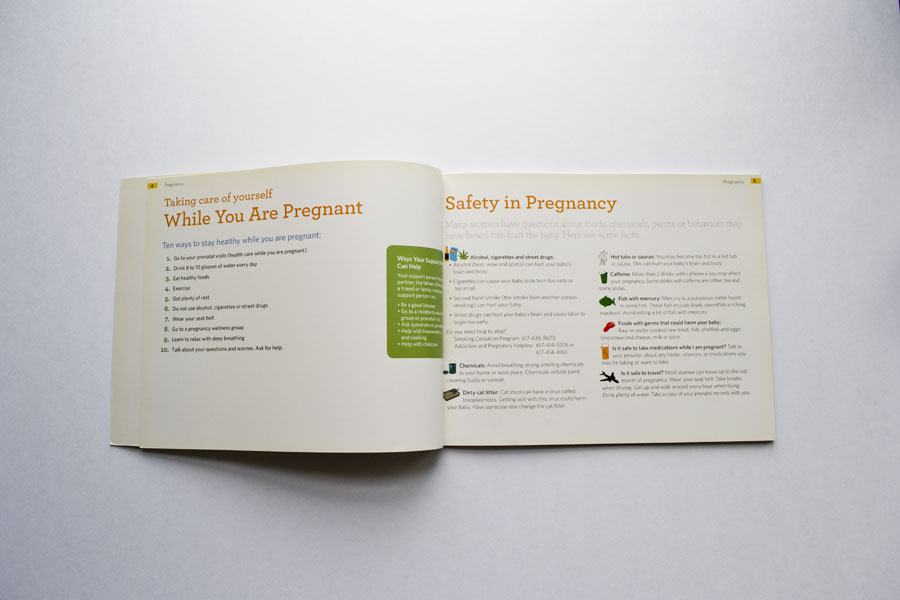 4 Pregnancy
Taking care of yourself
While You Are Pregnant
Ten ways to stay healthy while you are pregnant:
1. Go to your prenatal visits (health care while you are pregnant)
2. Drink 8 to 10 glasses of water every day
3. Eat healthy foods
4. Exercise
5. Get plenty of rest
6. Do not use alcohol, cigarettes or street drugs
7. Wear your seat belt
8. Go to a pregnancy wellness group
9. Learn to relax with deep breathing
10. Talk about your questions and worries. Ask for help.
Ways Your
Can Help
Your support
partner, the father of
a friend or family
support person can
• Be a good listener
• Go to a
group or prenatal
• Ask questions
• Help with
and cooking
• Help with childcare
Pregnancy 5
Safety in Pregnancy
Many women have questions about foods, chemicals, germs or behaviors they
have heard can hurt the baby. Here are some facts.
Alcohol, cigarettes and street drugs:
• Alcohol (beer, wine and spirits) can hurt your baby's
brain and body.
• Cigarettes can cause your baby to be born too early or
too small.
• Second hand smoke (the smoke from another person
smoking) can hurt your baby.
• Street drugs can hurt your baby's brain and cause labor to
begin too early.
Do you need help to stop?
Smoking Cessation Program: 617-638-8670
Addiction and Pregnancy Helpline: 617-414-5026 or
617-414-4165
Chemicals: Avoid breathing strong smelling chemicals
in your home or work place. Chemicals include paint,
cleaning fluids or varnish.
Dirty cat litter: Cat stool can have a virus called
toxoplasmosis. Getting sick with this virus could harm
your baby. Have someone else change the cat litter.
Hot tubs or saunas: You may become too hot in a hot tub
or sauna. This can hurt your baby's brain and body.
Caffeine: More than 2 drinks with caffeine a day may affect
your pregnancy. Some drinks with caffeine are coffee, tea and
some sodas.
Fish with mercury: Mercury is a poisonous metal found
in some fish. These fish include shark, swordfish and king
mackerel. Avoid eating a lot of fish with mercury.
Foods with germs that could harm your baby:
Raw or under-cooked raw meat, fish, shellfish and eggs.
Unpasteurized cheese, milk or juice.
Is it safe to take medications while I am pregnant? Talk to
your provider about any herbs, vitamins, or medications you
may be taking or want to take.
Is it safe to travel? Most women can travel up to the last
month of pregnancy. Wear your seat belt. Take breaks
when driving. Get up and walk around every hour when flying.
Drink plenty of water. Take a copy of your prenatal records with you.